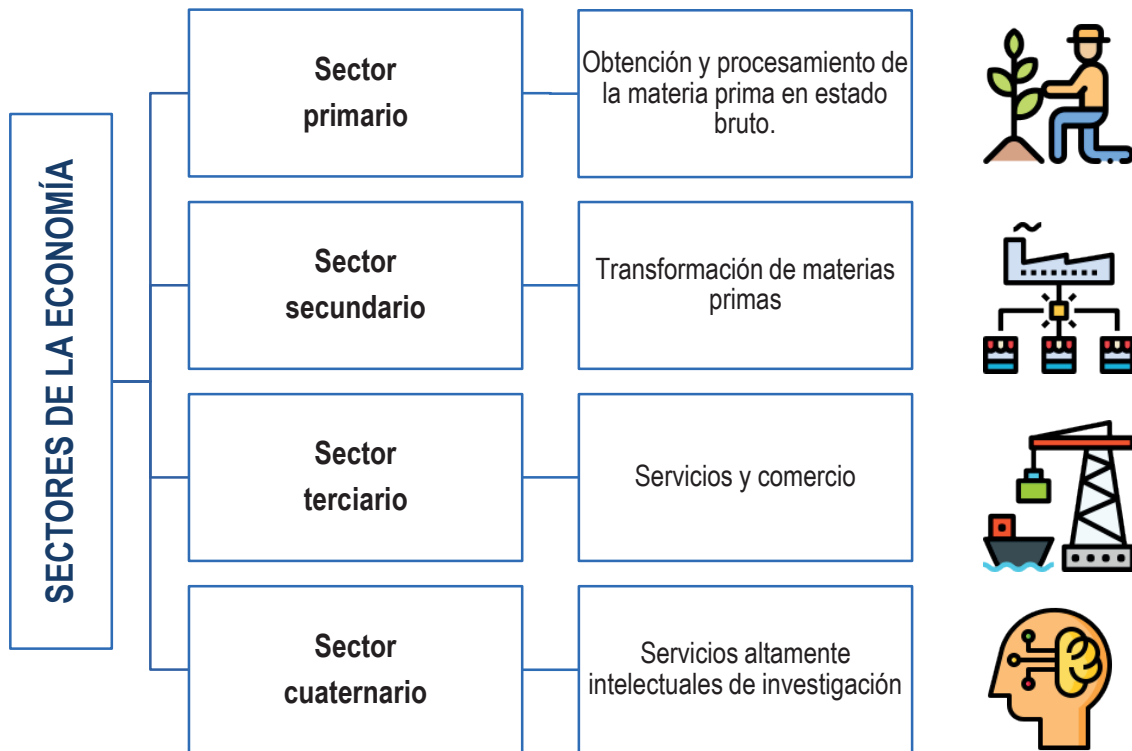 SECTORES DE LA ECONOMÍA
Sector
primario
Obtención y procesamiento de
la materia prima en estado
bruto.
Sector
secundario
Transformación de materias
primas
Sector
terciario
Servicios y comercio
Sector
cuaternario
Servicios altamente
intelectuales de investigación